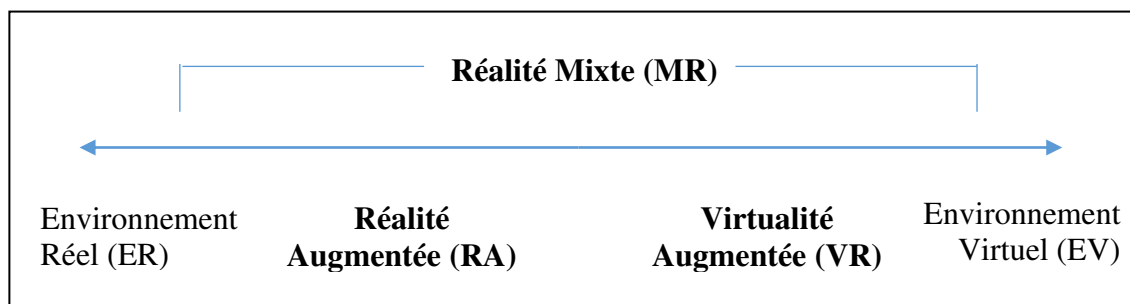 Réalité Mixte (MR)
Environnement
Réel (ER)
Réalité
Augmentée (RA)
Virtualité
Augmentée (VR)
Environnement
Virtuel (EV)